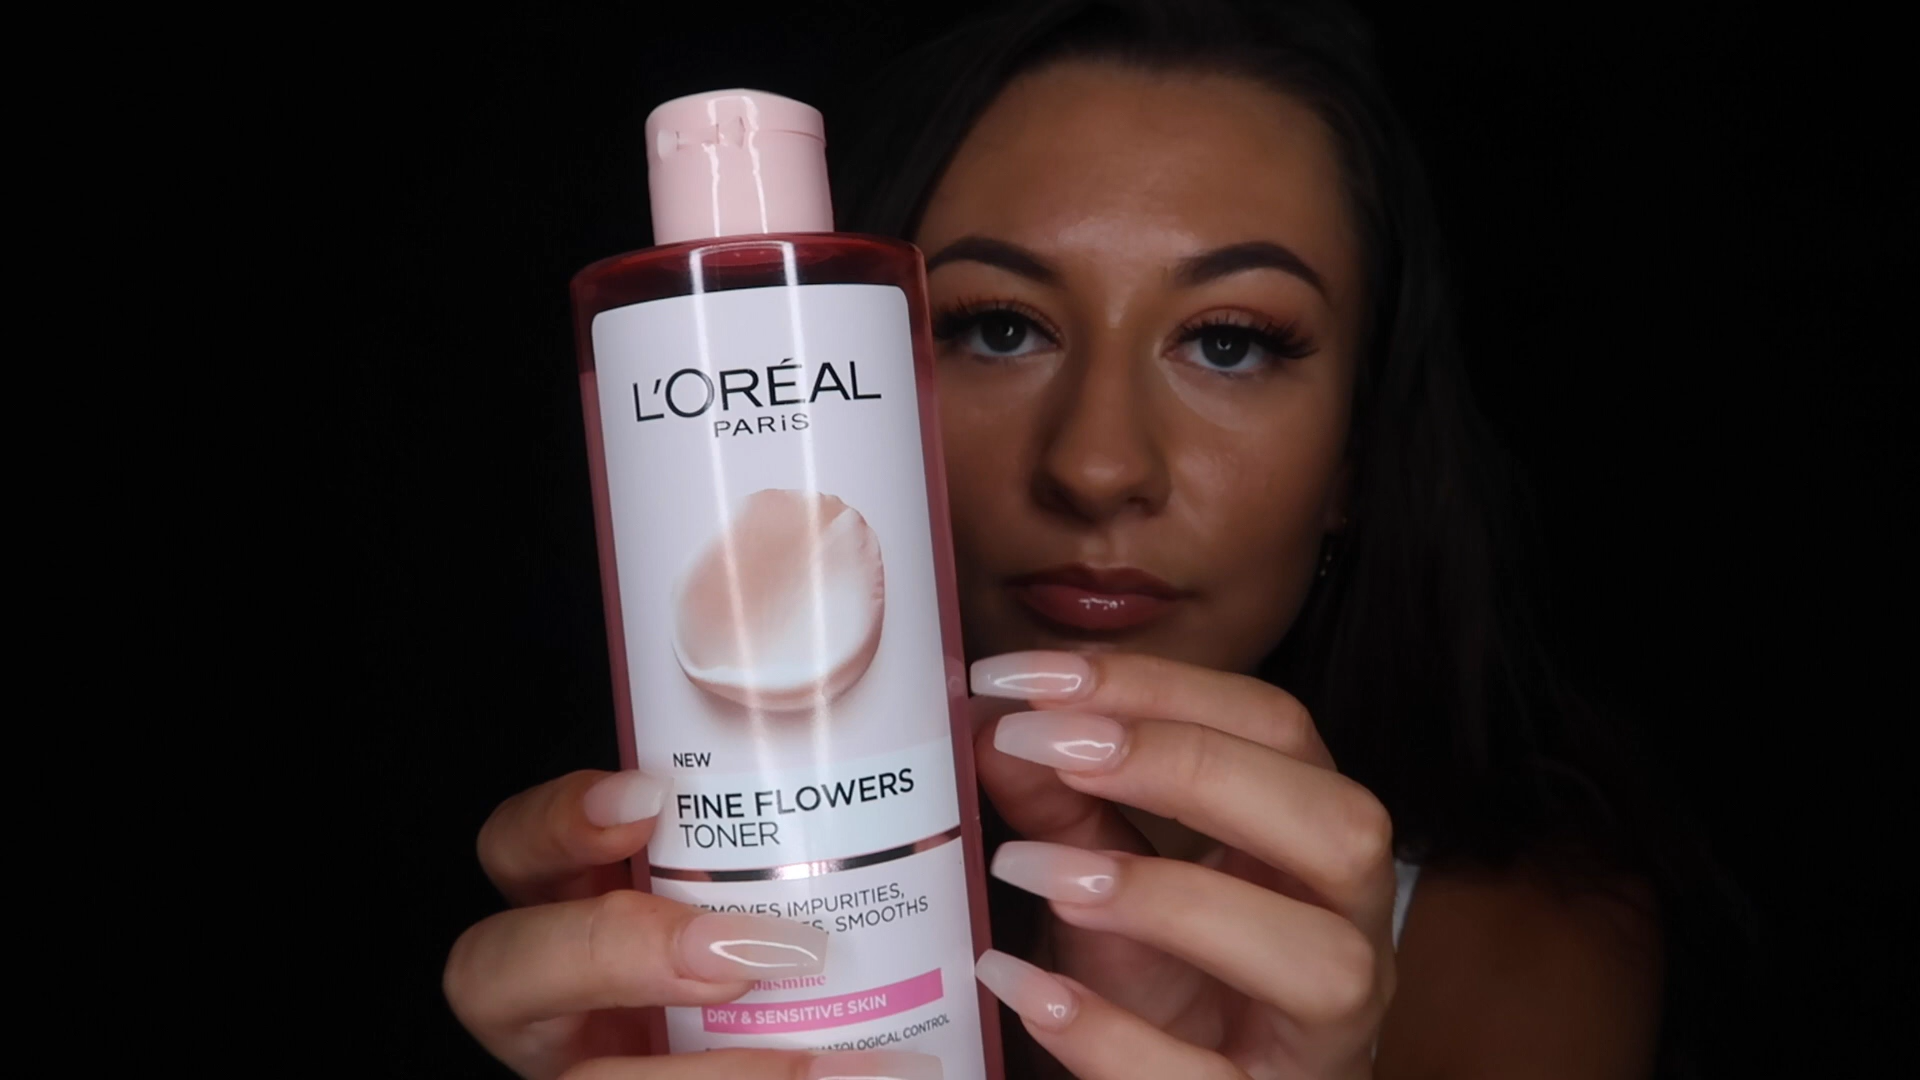 L'ORÉAL
PARiS
NEW
FINE FLOWERS
TONER
IMPURITIES,
SMOOTHS
Jasmine
DRY & SENSITIVE SKIN
CONTROL